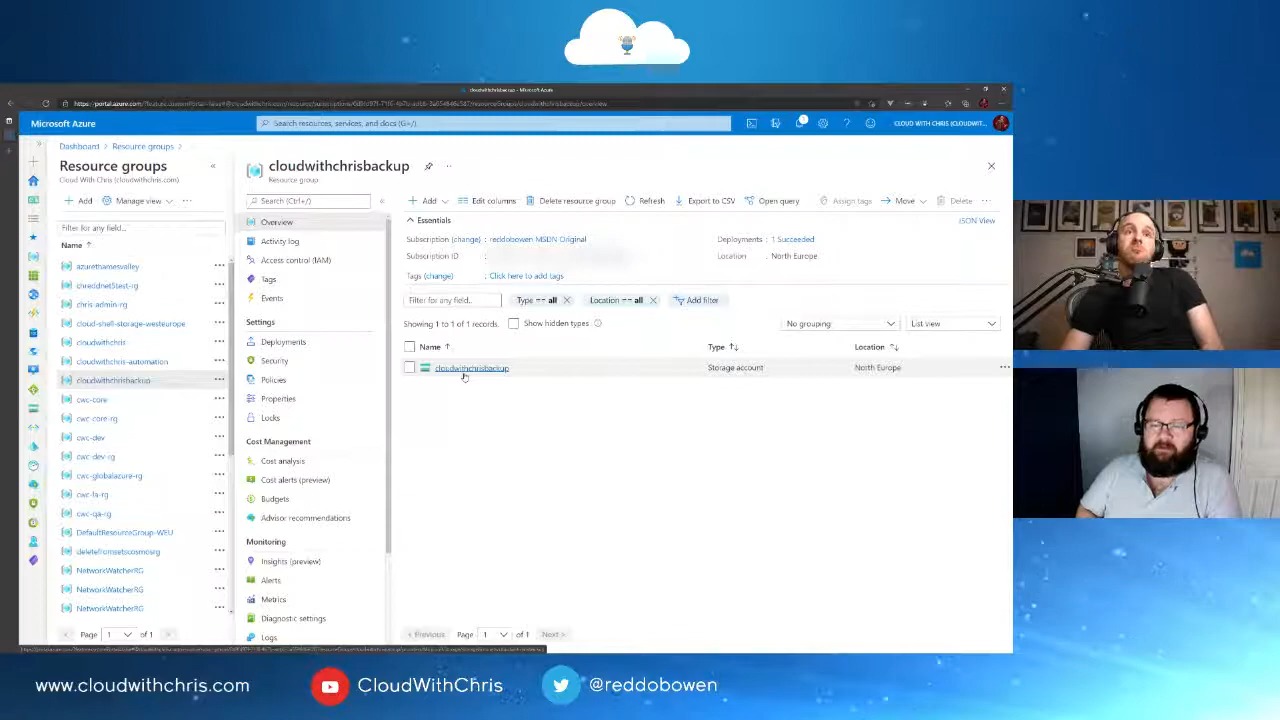 cloudwithchrisbackup - Microsoft Azure
Microsoft Azure
Search resources, services, and docs (G+/)
CLOUD WITH CHRIS (CLOUDWIT...
Dashboard > Resource groups >
Resource groups
Cloud With Chris (cloudwithchris.com)
+ Add Manage view ...
Filter for any field...
Name ↑
azurethamesvalley
chreddnet5test-rg
chris-admin-rg
cloud-shell-storage-westeurope
cloudwithchris
cloudwithchris-automation
cloudwithchrisbackup
cwc-core
cwc-core-rg
cwc-dev
cwc-dev-rg
cwc-globalazure-rg
cwc-la-rg
cwc-qa-rg
DefaultResourceGroup-WEU
NetworkWatcherRG
NetworkWatcherRG
NetworkWatcherRG
< Page 1 of 1 >
cloudwithchrisbackup ...
Resource group
Search (Ctrl+/)
Overview
Activity log
Access control (IAM)
Tags
Events
Settings
Deployments
Security
Policies
Properties
Locks
Cost Management
Cost analysis
Cost alerts (preview)
Budgets
Advisor recommendations
Monitoring
Insights (preview)
Alerts
Metrics
Diagnostic settings
Logs
+ Add Edit columns Delete resource group Refresh Export to CSV Open query Assign tags Move Delete ...
Essentials JSON View
Subscription (change) : reddobowen MSDN Original Deployments : 1 Succeeded
Subscription ID : Location : North Europe
Tags (change) : Click here to add tags
Filter for any field... Type == all Location == all Add filter
Showing 1 to 1 of 1 records. Show hidden types No grouping List view
Name ↑ Type ↑↓ Location ↑↓
cloudwithchrisbackup Storage account North Europe ...
< Previous Page 1 of 1 Next >
www.cloudwithchris.com CloudWithChris @reddobowen